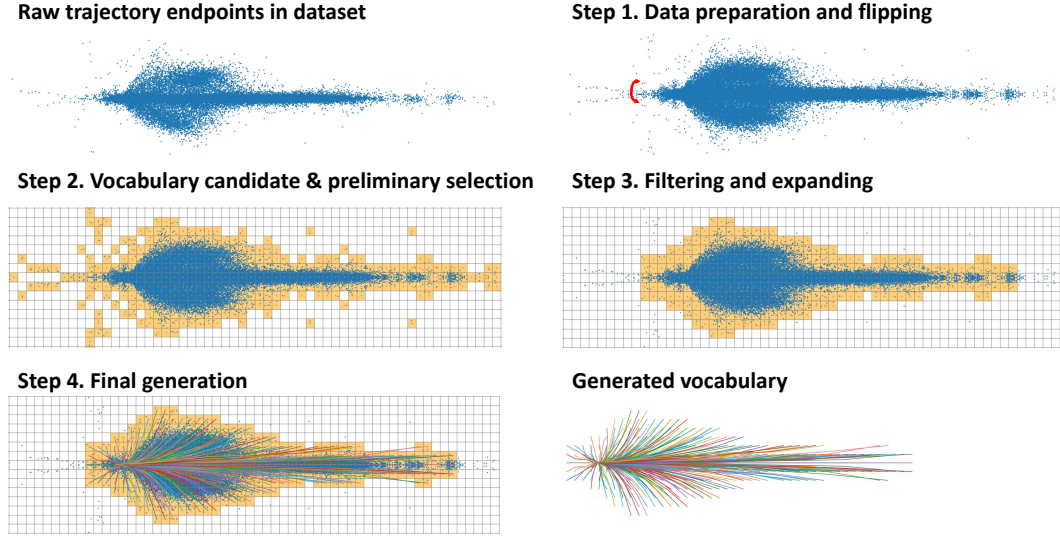 Raw trajectory endpoints in dataset
Step 1. Data preparation and flipping
Step 2. Vocabulary candidate & preliminary selection
Step 3. Filtering and expanding
Step 4. Final generation
Generated vocabulary